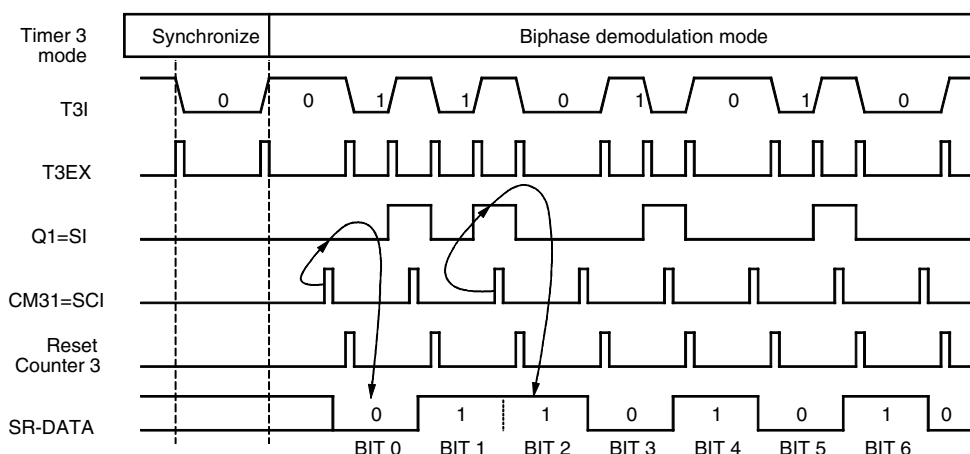 Timer 3 mode
Synchronize
Biphase demodulation mode
T3I
0 0 1 1 0 1 0 1 0
T3EX
Q1=SI
CM31=SCI
Reset
Counter 3
SR-DATA
0 1 1 0 1 0 1 0
BIT 0 BIT 1 BIT 2 BIT 3 BIT 4 BIT 5 BIT 6